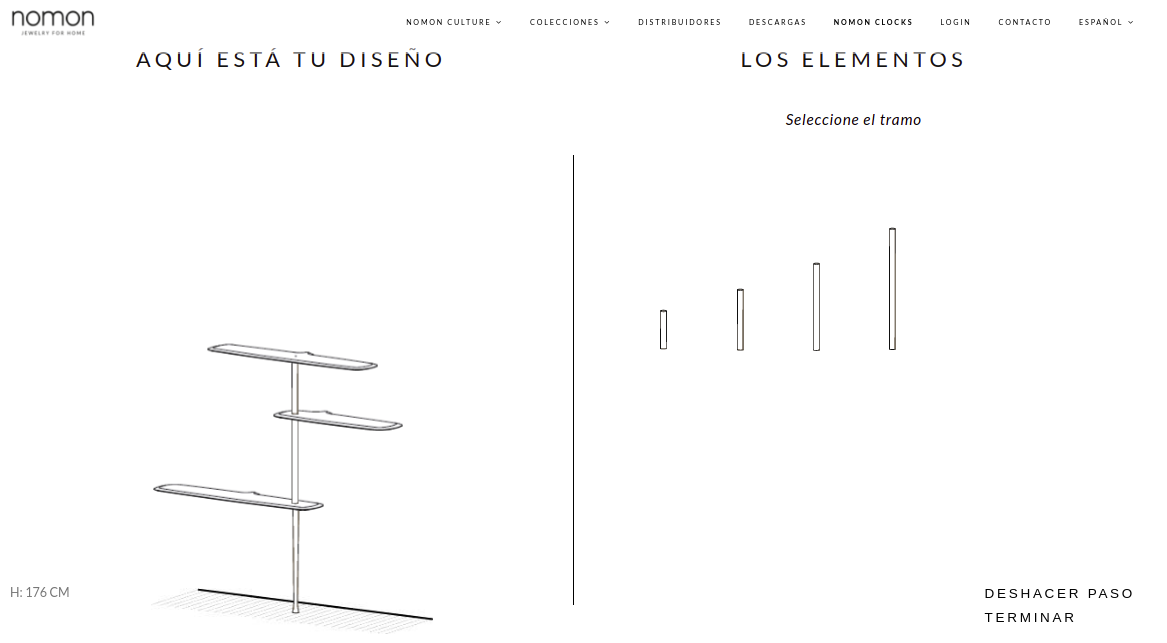 nomon
JEWELRY FOR HOME
NOMON CULTURE COLECCIONES DISTRIBUIDORES DESCARGAS NOMON CLOCKS LOGIN CONTACTO ESPAÑOL
AQUÍ ESTÁ TU DISEÑO
LOS ELEMENTOS
Seleccione el tramo
H: 176 CM
DESHACER PASO
TERMINAR